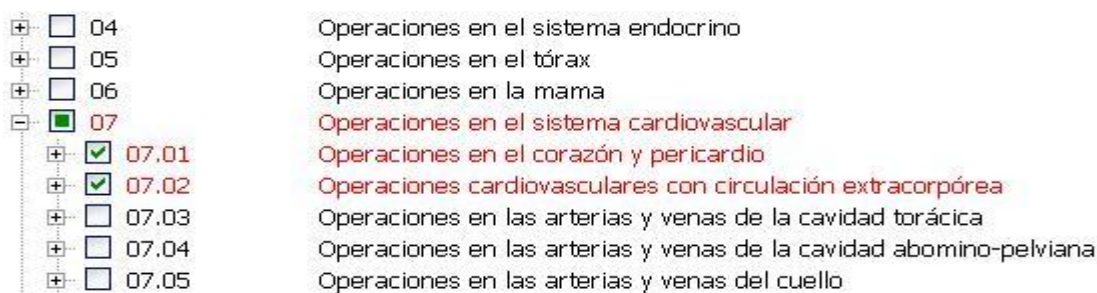 04 Operaciones en el sistema endocrino
05 Operaciones en el tórax
06 Operaciones en la mama
07 Operaciones en el sistema cardiovascular
07.01 Operaciones en el corazón y pericardio
07.02 Operaciones cardiovasculares con circulación extracorpórea
07.03 Operaciones en las arterias y venas de la cavidad torácica
07.04 Operaciones en las arterias y venas de la cavidad abomino-pelviana
07.05 Operaciones en las arterias y venas del cuello